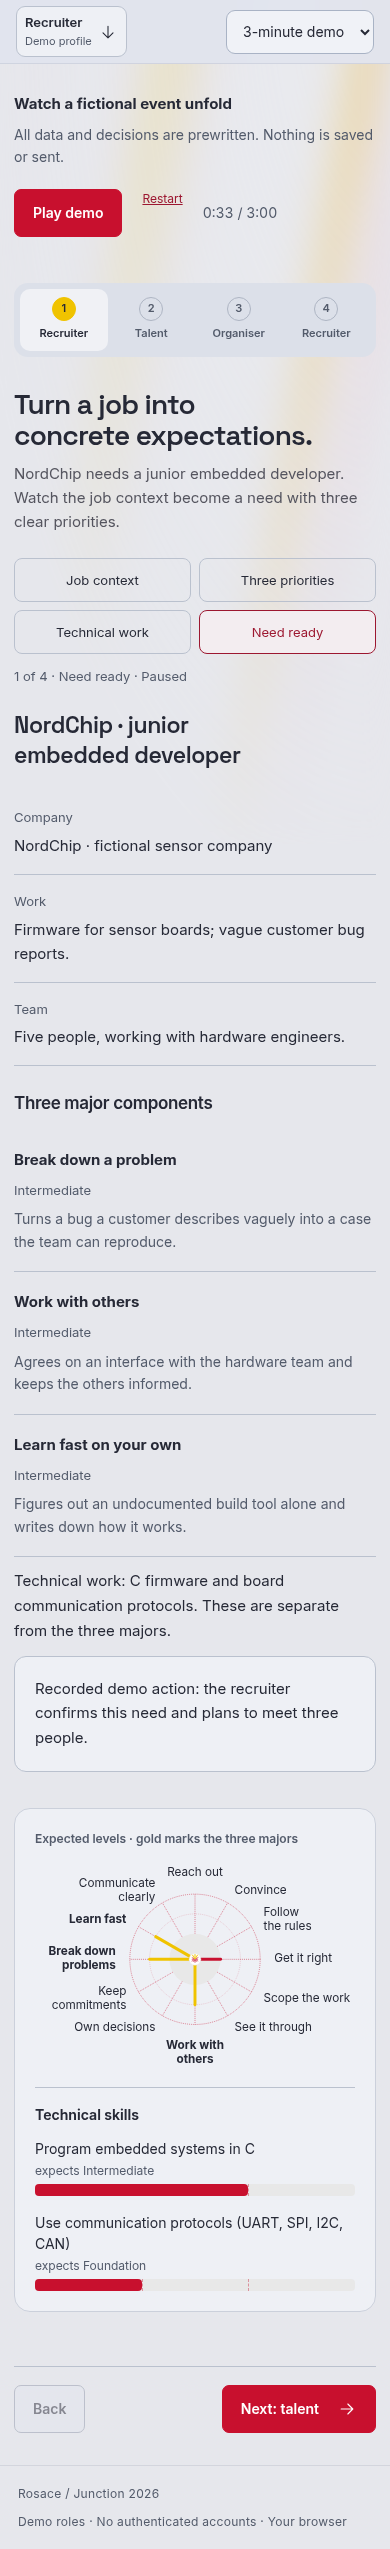 Recruiter
Demo profile
3-minute demo
Watch a fictional event unfold
All data and decisions are prewritten. Nothing is saved
or sent.
Play demo
Restart
0:33 / 3:00
1
Recruiter
2
Talent
3
Organiser
4
Recruiter
Turn a job into
concrete expectations.
NordChip needs a junior embedded developer.
Watch the job context become a need with three
clear priorities.
Job context
Three priorities
Technical work
Need ready
1 of 4 · Need ready · Paused
NordChip · junior
embedded developer
Company
NordChip · fictional sensor company
Work
Firmware for sensor boards; vague customer bug
reports.
Team
Five people, working with hardware engineers.
Three major components
Break down a problem
Intermediate
Turns a bug a customer describes vaguely into a case
the team can reproduce.
Work with others
Intermediate
Agrees on an interface with the hardware team and
keeps the others informed.
Learn fast on your own
Intermediate
Figures out an undocumented build tool alone and
writes down how it works.
Technical work: C firmware and board
communication protocols. These are separate
from the three majors.
Recorded demo action: the recruiter
confirms this need and plans to meet three
people.
Expected levels · gold marks the three majors
Reach out
Convince
Follow
the rules
Get it right
Scope the work
See it through
Work with
others
Own decisions
Keep
commitments
Break down
problems
Learn fast
Communicate
clearly
Technical skills
Program embedded systems in C
expects Intermediate
Use communication protocols (UART, SPI, I2C,
CAN)
expects Foundation
Back
Next: talent
Rosace / Junction 2026
Demo roles · No authenticated accounts · Your browser